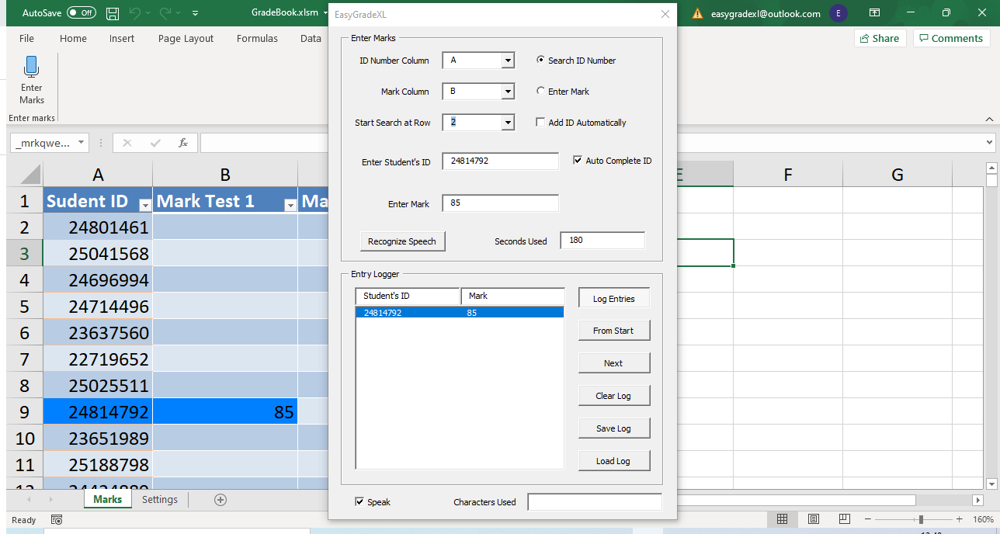 AutoSave Off GradeBook.xlsm EasyGradeXL easygradexl@outlook.com E
File Home Insert Page Layout Formulas Data Share Comments
Enter
Marks
Enter marks
_mrkqwe... fx
Enter Marks
ID Number Column A Search ID Number
Mark Column B Enter Mark
Start Search at Row 2 Add ID Automatically
Enter Student's ID 24814792 Auto Complete ID
Enter Mark 85
Recognize Speech Seconds Used 180
Entry Logger
Student's ID Mark
24814792 85
Log Entries
From Start
Next
Clear Log
Save Log
Load Log
Speak Characters Used
A B E F G
1 Sudent ID Mark Test 1 Ma
2 24801461
3 25041568
4 24696994
5 24714496
6 23637560
7 22719652
8 25025511
9 24814792 85
10 23651989
11 25188798
Marks Settings
Ready 160%